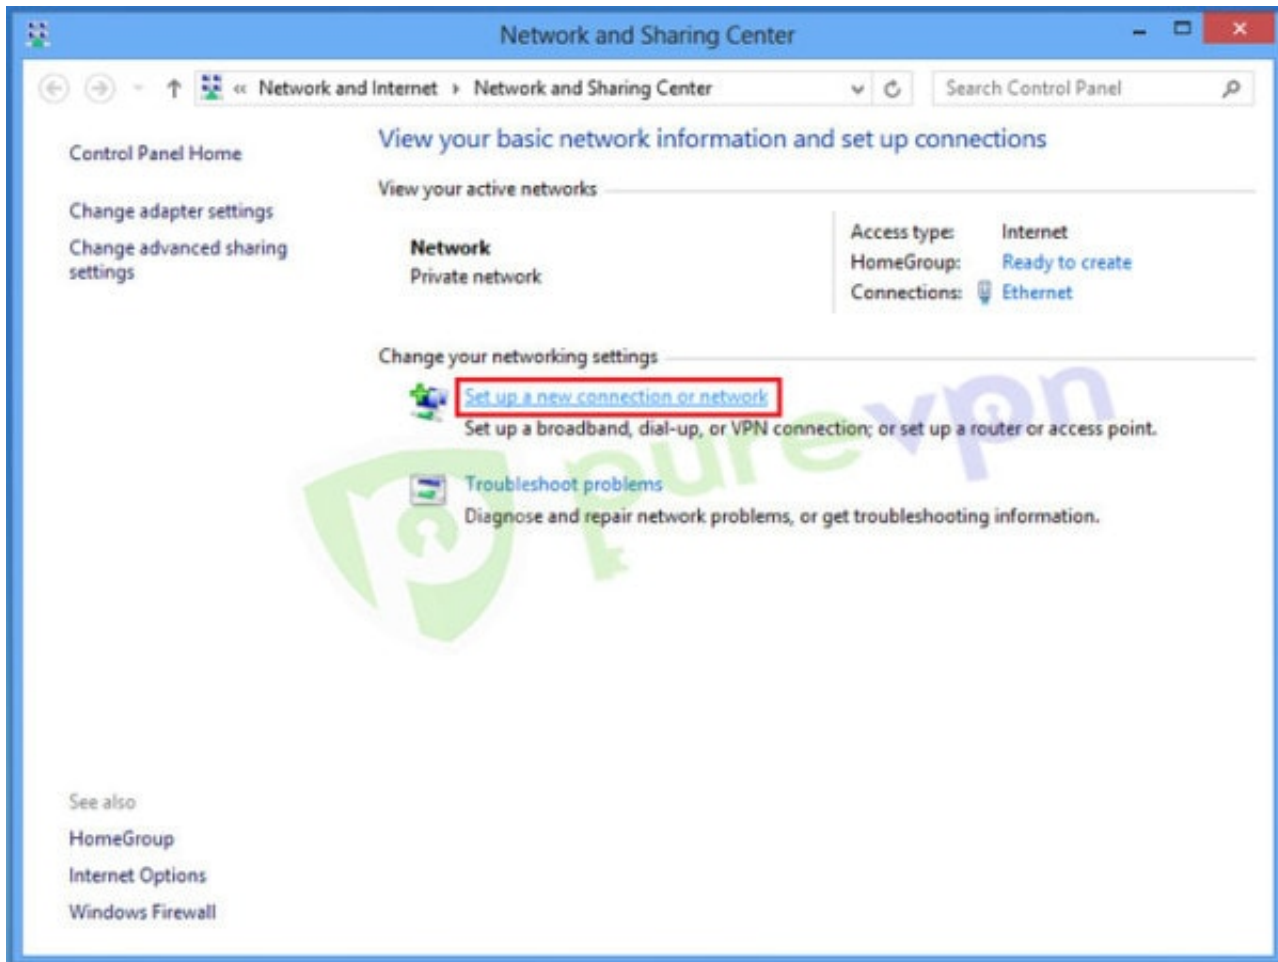 Network and Sharing Center
« Network and Internet › Network and Sharing Center
Search Control Panel
Control Panel Home
Change adapter settings
Change advanced sharing
settings
View your basic network information and set up connections
View your active networks
Network
Private network
Access type: Internet
HomeGroup: Ready to create
Connections: Ethernet
Change your networking settings
Set up a new connection or network
Set up a broadband, dial-up, or VPN connection; or set up a router or access point.
Troubleshoot problems
Diagnose and repair network problems, or get troubleshooting information.
purevpn
See also
HomeGroup
Internet Options
Windows Firewall